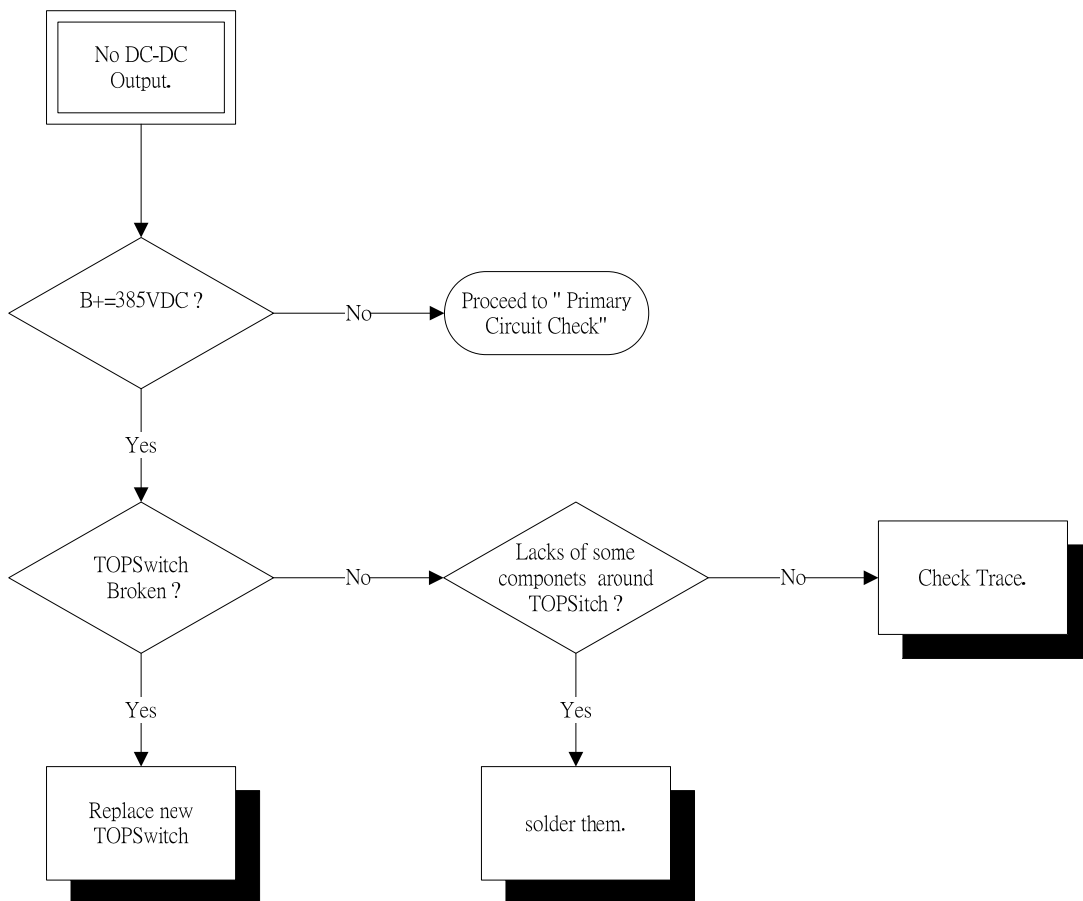 No DC-DC
Output.
B+=385VDC ?
No
Proceed to " Primary
Circuit Check"
Yes
TOPSwitch
Broken ?
No
Lacks of some
componets around
TOPSitch ?
No
Check Trace.
Yes
Yes
Replace new
TOPSwitch
solder them.